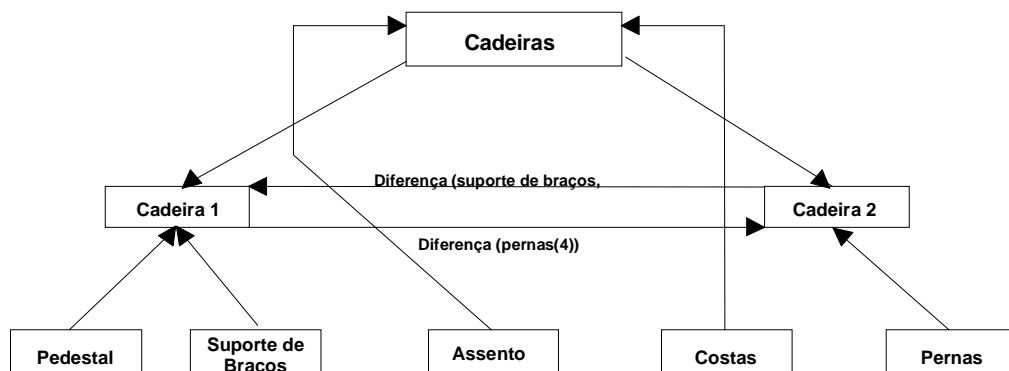 Cadeiras
Diferença (suporte de braços,
Cadeira 1
Cadeira 2
Diferença (pernas(4))
Pedestal
Suporte de
Braços
Assento
Costas
Pernas